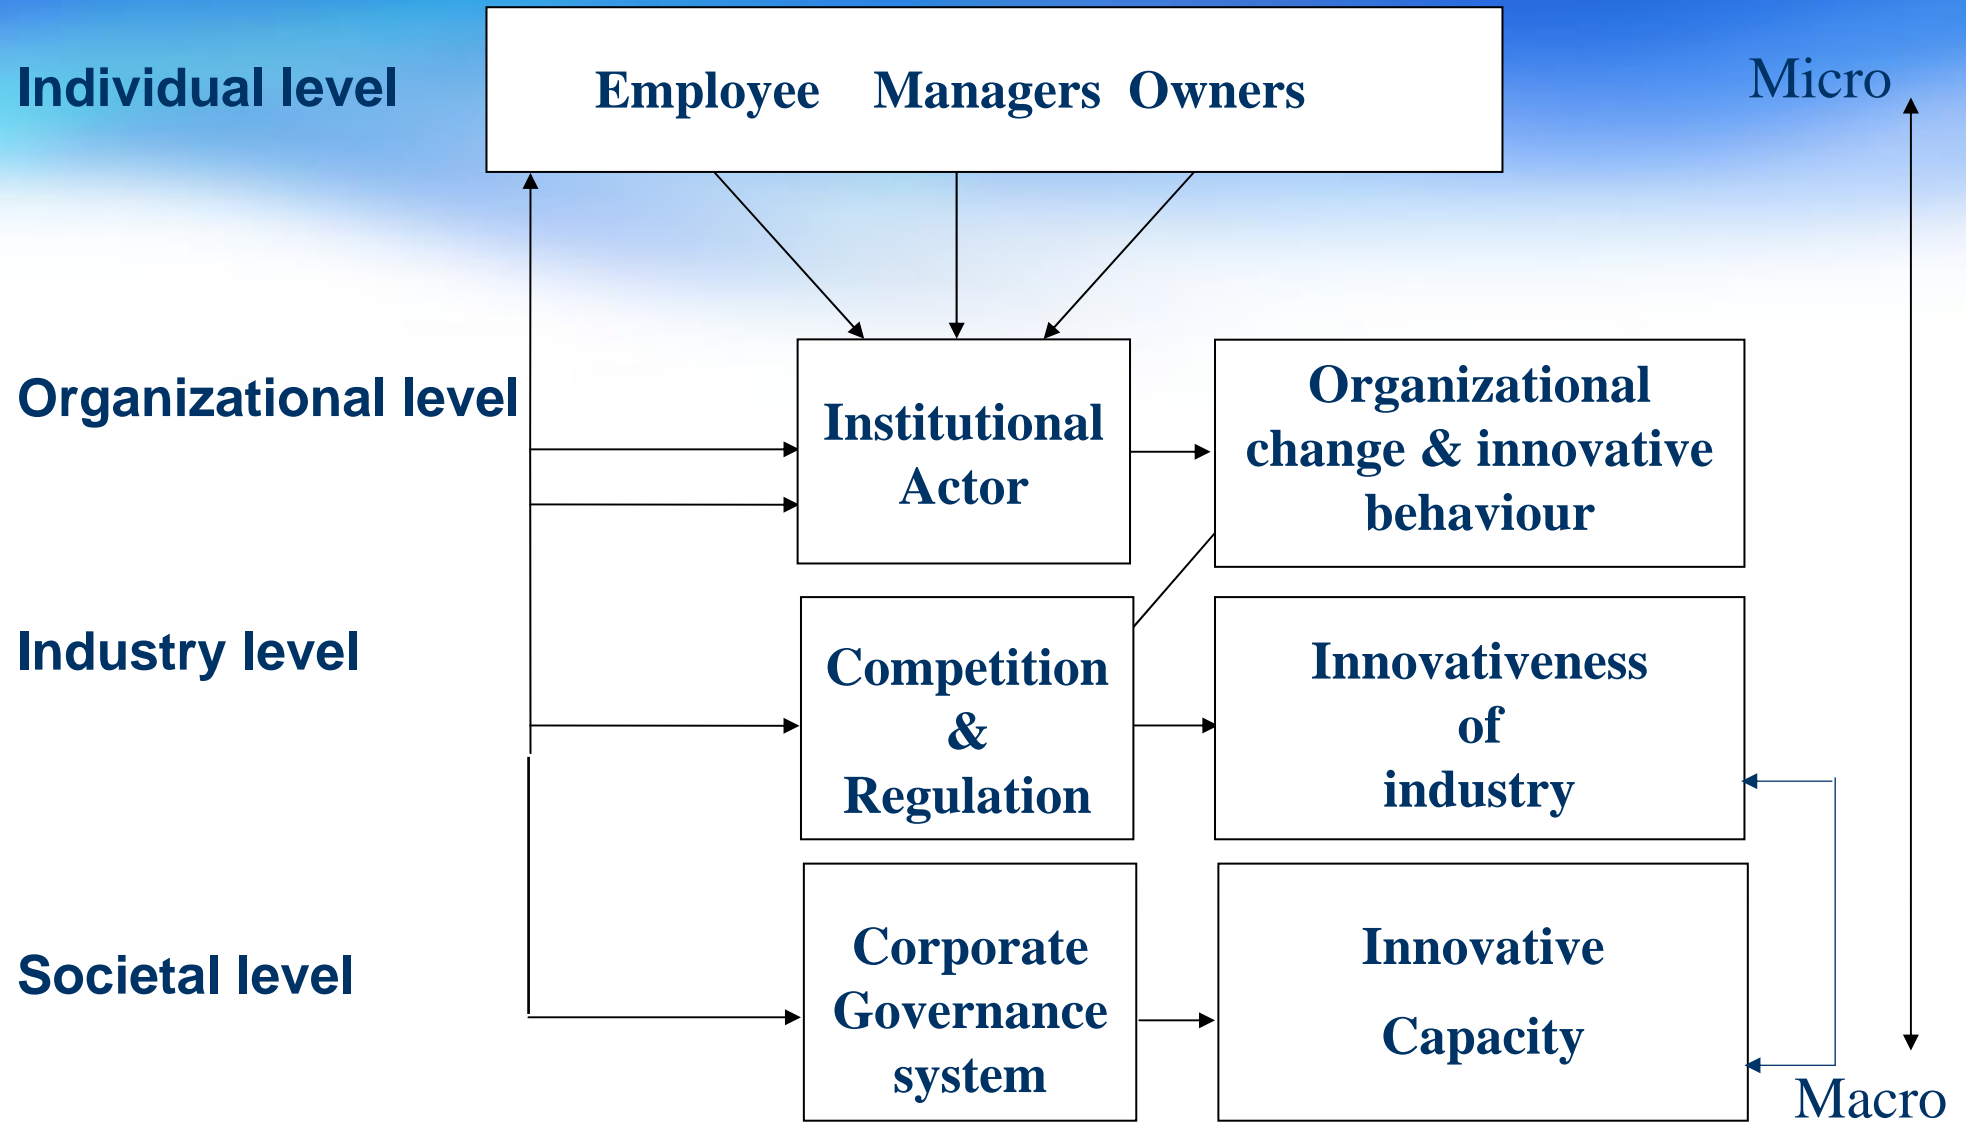 Individual level
Employee Managers Owners
Micro
Organizational level
Institutional
Actor
Organizational
change & innovative
behaviour
Industry level
Competition
&
Regulation
Innovativeness
of
industry
Societal level
Corporate
Governance
system
Innovative
Capacity
Macro